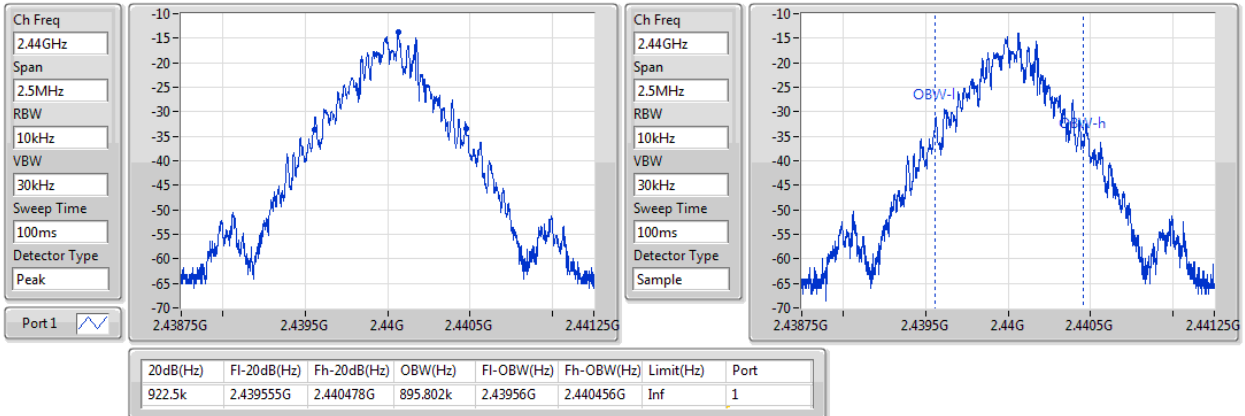 Ch Freq
2.44GHz
Span
2.5MHz
RBW
10kHz
VBW
30kHz
Sweep Time
100ms
Detector Type
Peak
Port 1
-10
-15
-20
-25
-30
-35
-40
-45
-50
-55
-60
-65
-70
2.43875G 2.4395G 2.44G 2.4405G 2.44125G
Ch Freq
2.44GHz
Span
2.5MHz
RBW
10kHz
VBW
30kHz
Sweep Time
100ms
Detector Type
Sample
-10
-15
-20
-25
-30
-35
-40
-45
-50
-55
-60
-65
-70
OBW-l
OBW-h
2.43875G 2.4395G 2.44G 2.4405G 2.44125G
20dB(Hz) Fl-20dB(Hz) Fh-20dB(Hz) OBW(Hz) Fl-OBW(Hz) Fh-OBW(Hz) Limit(Hz) Port
922.5k 2.439555G 2.440478G 895.802k 2.43956G 2.440456G Inf 1